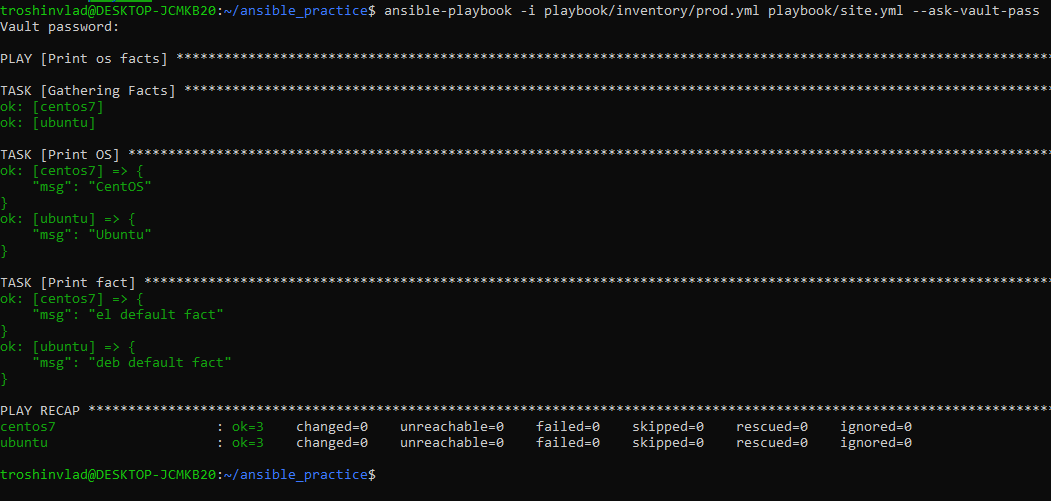 troshinvlad@DESKTOP-JCMKB20:~/ansible_practice$ ansible-playbook -i playbook/inventory/prod.yml playbook/site.yml --ask-vault-pass
Vault password:
PLAY [Print os facts] *************************************************************************************************************
TASK [Gathering Facts] ************************************************************************************************************
ok: [centos7]
ok: [ubuntu]
TASK [Print OS] *******************************************************************************************************************
ok: [centos7] => {
    "msg": "CentOS"
}
ok: [ubuntu] => {
    "msg": "Ubuntu"
}
TASK [Print fact] *****************************************************************************************************************
ok: [centos7] => {
    "msg": "el default fact"
}
ok: [ubuntu] => {
    "msg": "deb default fact"
}
PLAY RECAP ************************************************************************************************************************
centos7                    : ok=3    changed=0    unreachable=0    failed=0    skipped=0    rescued=0    ignored=0
ubuntu                     : ok=3    changed=0    unreachable=0    failed=0    skipped=0    rescued=0    ignored=0
troshinvlad@DESKTOP-JCMKB20:~/ansible_practice$